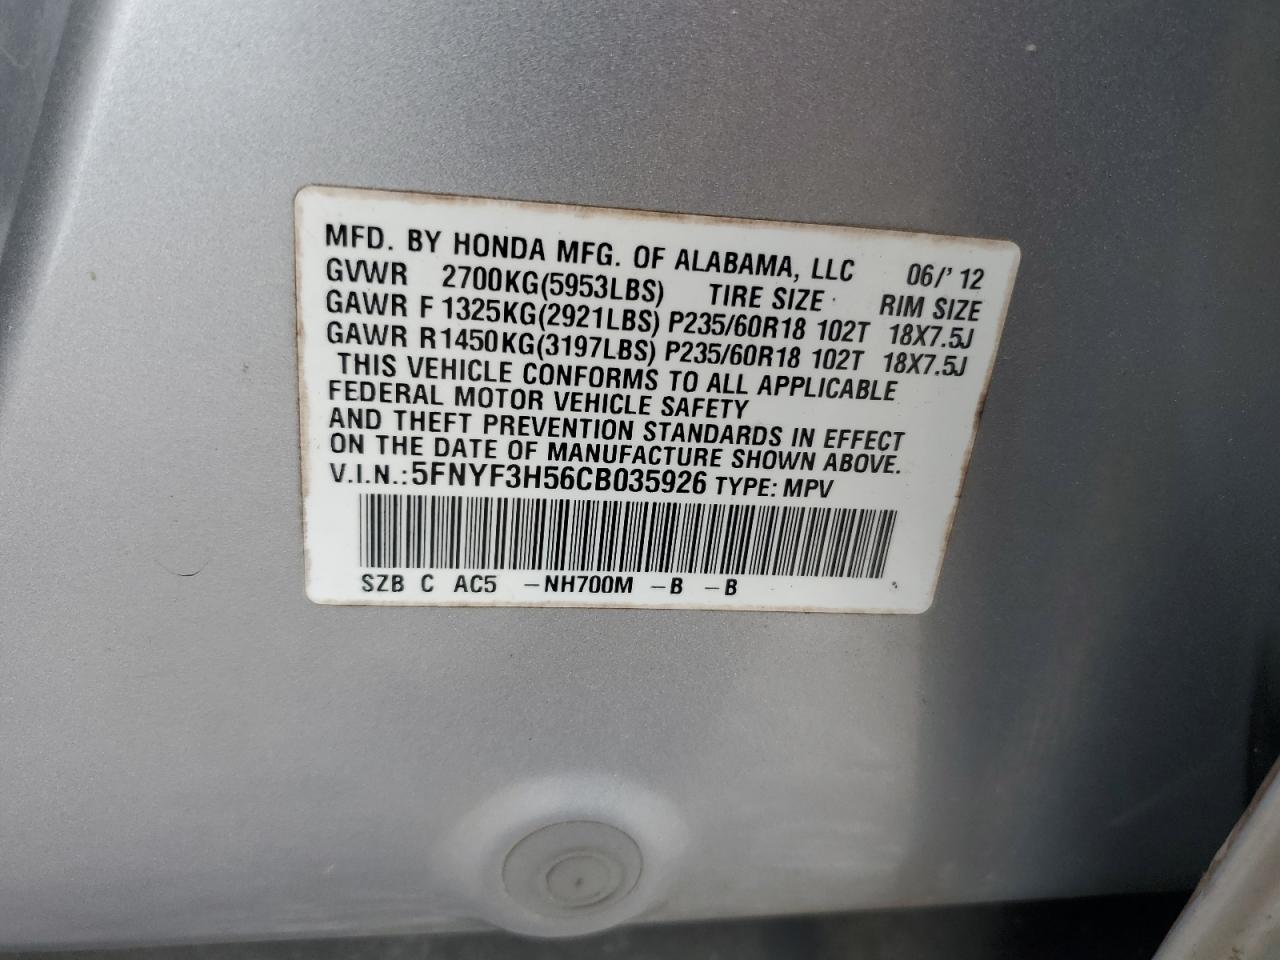 MFD. BY HONDA MFG. OF ALABAMA, LLC 06/'12
GVWR 2700KG(5953LBS) TIRE SIZE RIM SIZE
GAWR F 1325KG(2921LBS) P235/60R18 102T 18X7.5J
GAWR R1450KG(3197LBS) P235/60R18 102T 18X7.5J
THIS VEHICLE CONFORMS TO ALL APPLICABLE
FEDERAL MOTOR VEHICLE SAFETY
AND THEFT PREVENTION STANDARDS IN EFFECT
ON THE DATE OF MANUFACTURE SHOWN ABOVE.
V.I.N.:5FNYF3H56CB035926 TYPE: MPV
SZB C AC5 -NH700M -B -B